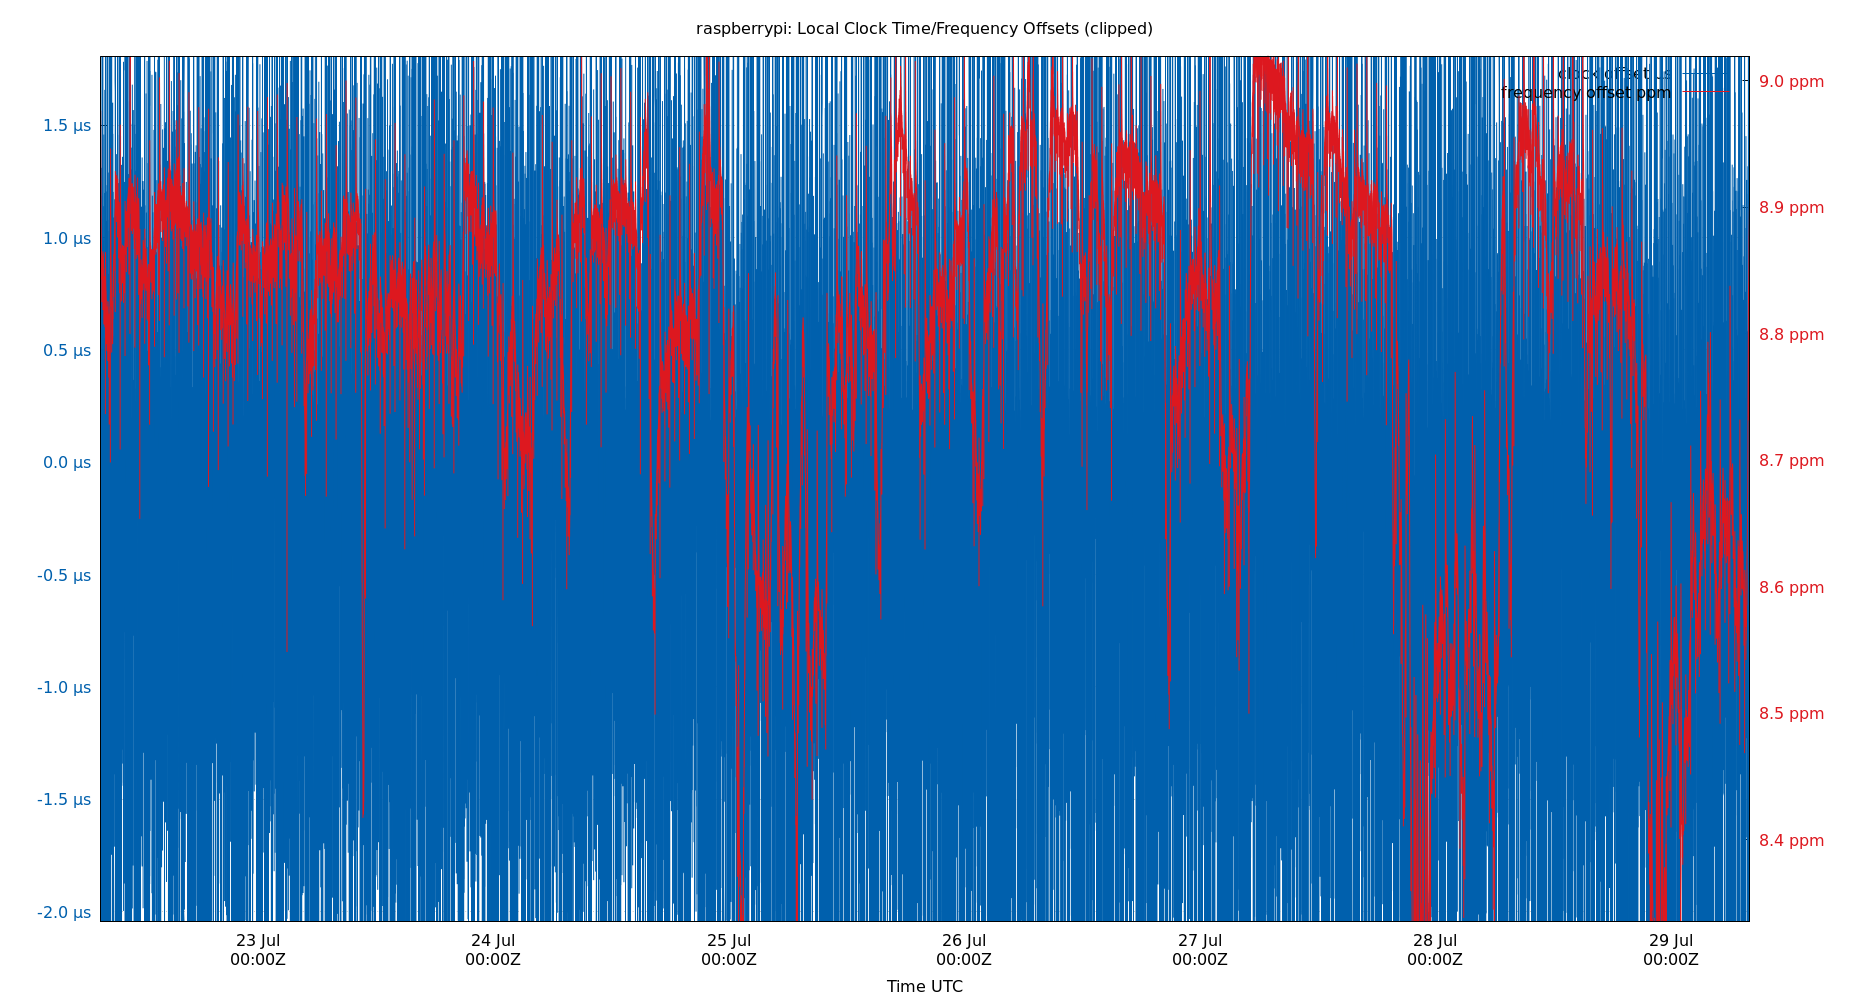 raspberrypi: Local Clock Time/Frequency Offsets (clipped)
clock offset µs
frequency offset ppm
1.5 µs
1.0 µs
0.5 µs
0.0 µs
-0.5 µs
-1.0 µs
-1.5 µs
-2.0 µs
9.0 ppm
8.9 ppm
8.8 ppm
8.7 ppm
8.6 ppm
8.5 ppm
8.4 ppm
23 Jul
00:00Z
24 Jul
00:00Z
25 Jul
00:00Z
26 Jul
00:00Z
27 Jul
00:00Z
28 Jul
00:00Z
29 Jul
00:00Z
Time UTC